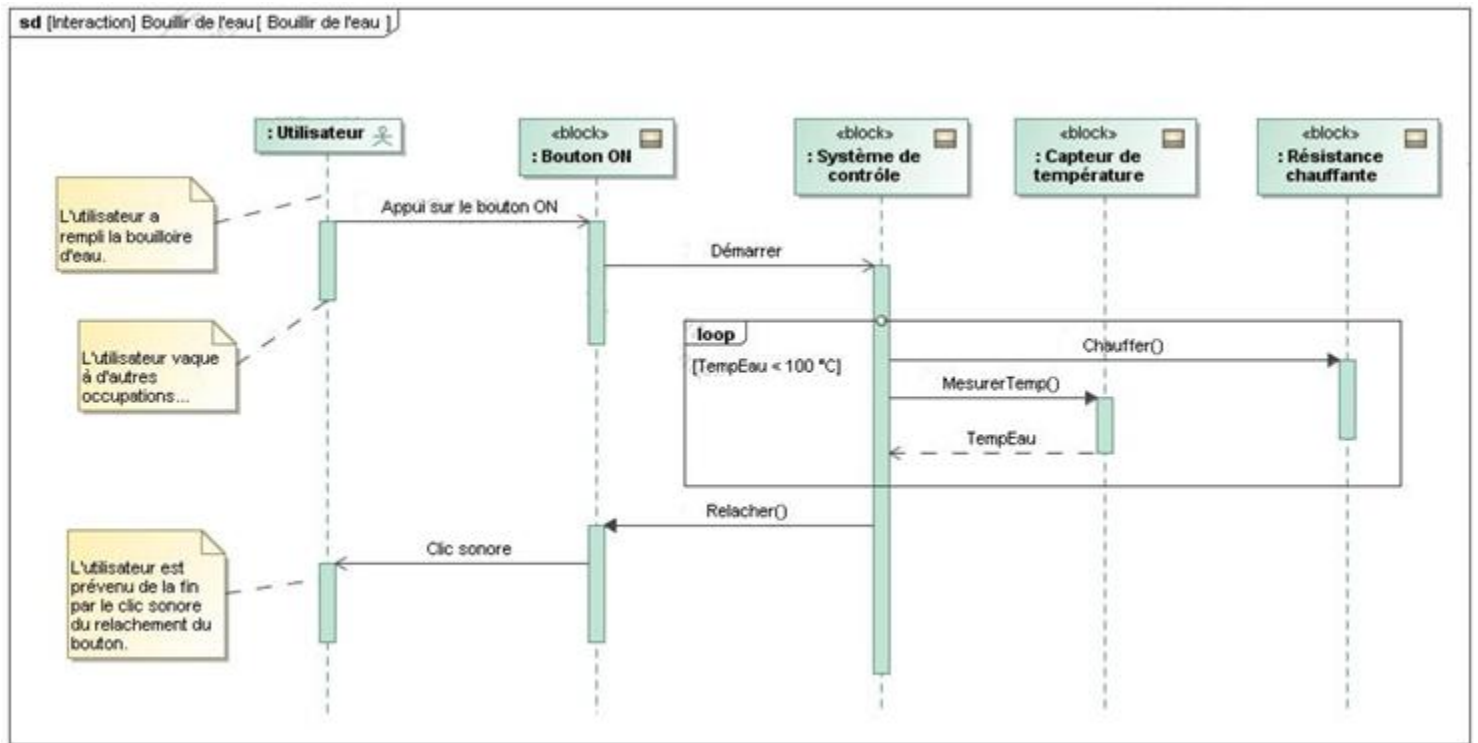 sd [Interaction] Bouillir de l'eau [ Bouillir de l'eau ]
: Utilisateur
«block»
: Bouton ON
«block»
: Système de
contrôle
«block»
: Capteur de
température
«block»
: Résistance
chauffante
L'utilisateur a
rempli la bouilloire
d'eau.
Appui sur le bouton ON
Démarrer
L'utilisateur vaque
à d'autres
occupations...
loop
[TempEau < 100 °C]
Chauffer()
MesurerTemp()
TempEau
Relacher()
Clic sonore
L'utilisateur est
prévenu de la fin
par le clic sonore
du relachement du
bouton.